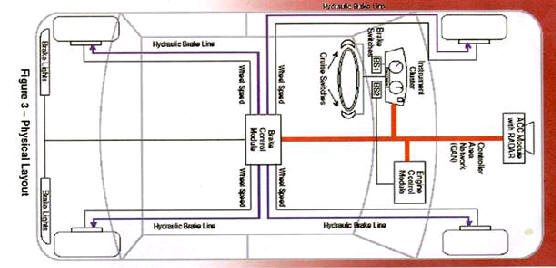 Hydraulic Brake Line
Hydraulic Brake Line
Brake
Switches
BS1
BS2
Cruise Switches
Instrument
Cluster
Wheel Speed
Wheel Speed
Brake Lights
Brake
Control
Module
Controller
Area
Network
(CAN)
ACC Module
with RADAR
Engine
Control
Module
Wheel Speed
Wheel Speed
Brake Lights
Hydraulic Brake Line
Hydraulic Brake Line
Figure 3 – Physical Layout